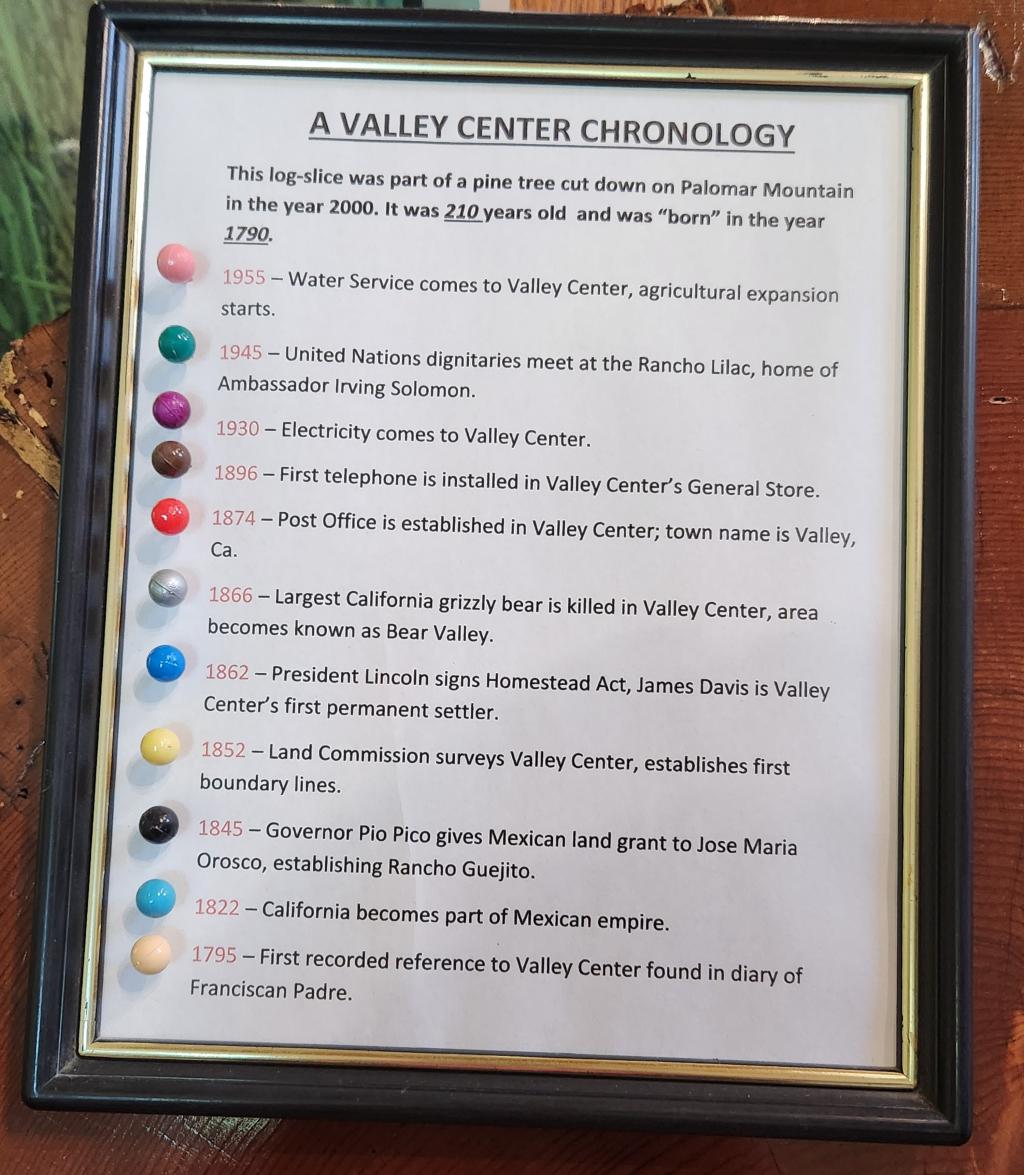 A VALLEY CENTER CHRONOLOGY
This log-slice was part of a pine tree cut down on Palomar Mountain
in the year 2000. It was 210 years old and was “born” in the year
1790.
1955 – Water Service comes to Valley Center, agricultural expansion
starts.
1945 – United Nations dignitaries meet at the Rancho Lilac, home of
Ambassador Irving Solomon.
1930 – Electricity comes to Valley Center.
1896 – First telephone is installed in Valley Center’s General Store.
1874 – Post Office is established in Valley Center; town name is Valley,
Ca.
1866 – Largest California grizzly bear is killed in Valley Center, area
becomes known as Bear Valley.
1862 – President Lincoln signs Homestead Act, James Davis is Valley
Center’s first permanent settler.
1852 – Land Commission surveys Valley Center, establishes first
boundary lines.
1845 – Governor Pio Pico gives Mexican land grant to Jose Maria
Orosco, establishing Rancho Guejito.
1822 – California becomes part of Mexican empire.
1795 – First recorded reference to Valley Center found in diary of
Franciscan Padre.